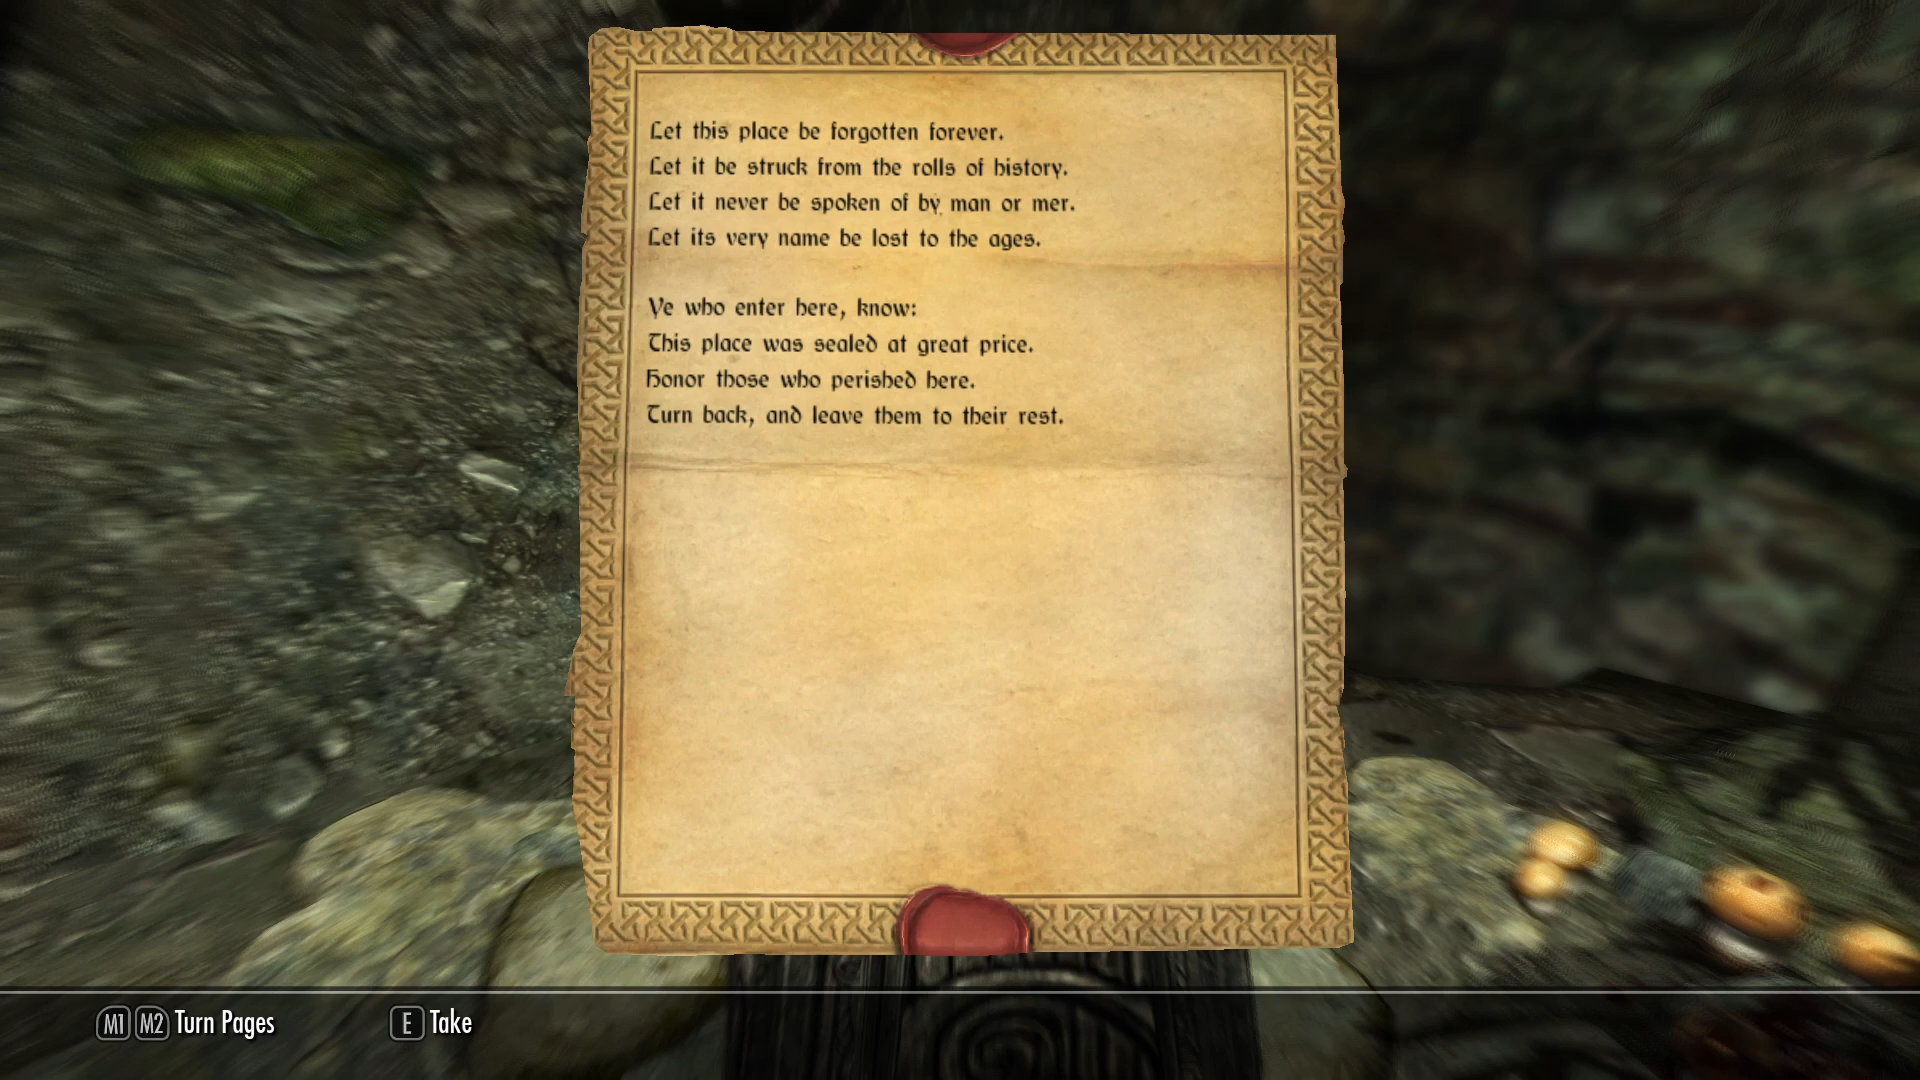 Let this place be forgotten forever.
Let it be struck from the rolls of history.
Let it never be spoken of by man or mer.
Let its very name be lost to the ages.
Ye who enter here, know:
This place was sealed at great price.
Honor those who perished here.
Turn back, and leave them to their rest.
M1 M2 Turn Pages
E Take